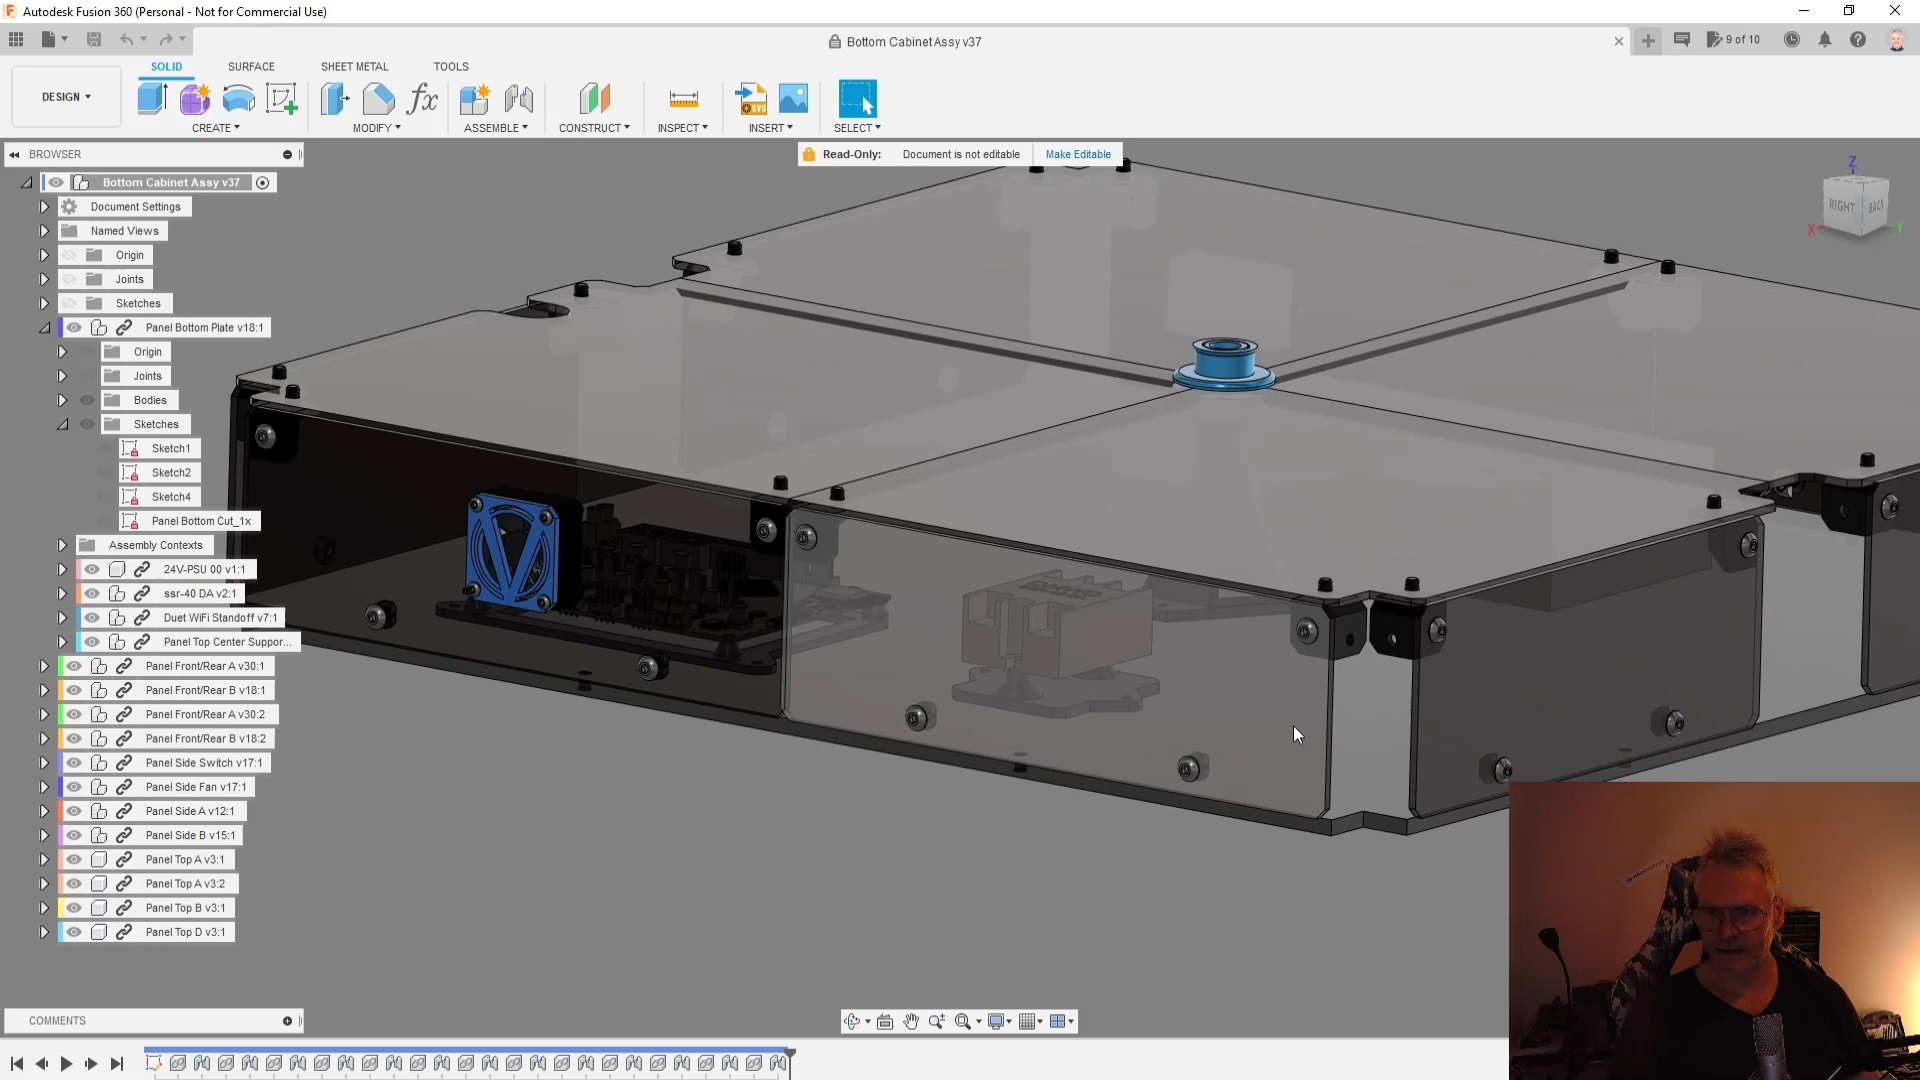 Autodesk Fusion 360 (Personal - Not for Commercial Use)
Bottom Cabinet Assy v37
9 of 10
DESIGN
SOLID
SURFACE
SHEET METAL
TOOLS
CREATE
MODIFY
ASSEMBLE
CONSTRUCT
INSPECT
INSERT
SELECT
BROWSER
Read-Only: Document is not editable Make Editable
Bottom Cabinet Assy v37
Document Settings
Named Views
Origin
Joints
Sketches
Panel Bottom Plate v18:1
Origin
Joints
Bodies
Sketches
Sketch1
Sketch2
Sketch4
Panel Bottom Cut_1x
Assembly Contexts
24V-PSU 00 v1:1
ssr-40 DA v2:1
Duet WiFi Standoff v7:1
Panel Top Center Suppor...
Panel Front/Rear A v30:1
Panel Front/Rear B v18:1
Panel Front/Rear A v30:2
Panel Front/Rear B v18:2
Panel Side Switch v17:1
Panel Side Fan v17:1
Panel Side A v12:1
Panel Side B v15:1
Panel Top A v3:1
Panel Top A v3:2
Panel Top B v3:1
Panel Top D v3:1
Z
RIGHT
BACK
X
Y
COMMENTS